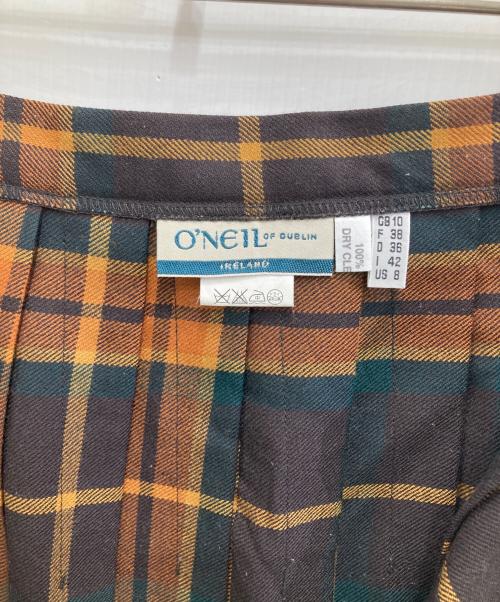 O'NEIL OF DUBLIN
IRELAND
100%
DRY CLE
GB 10
F 38
D 36
I 42
US 8